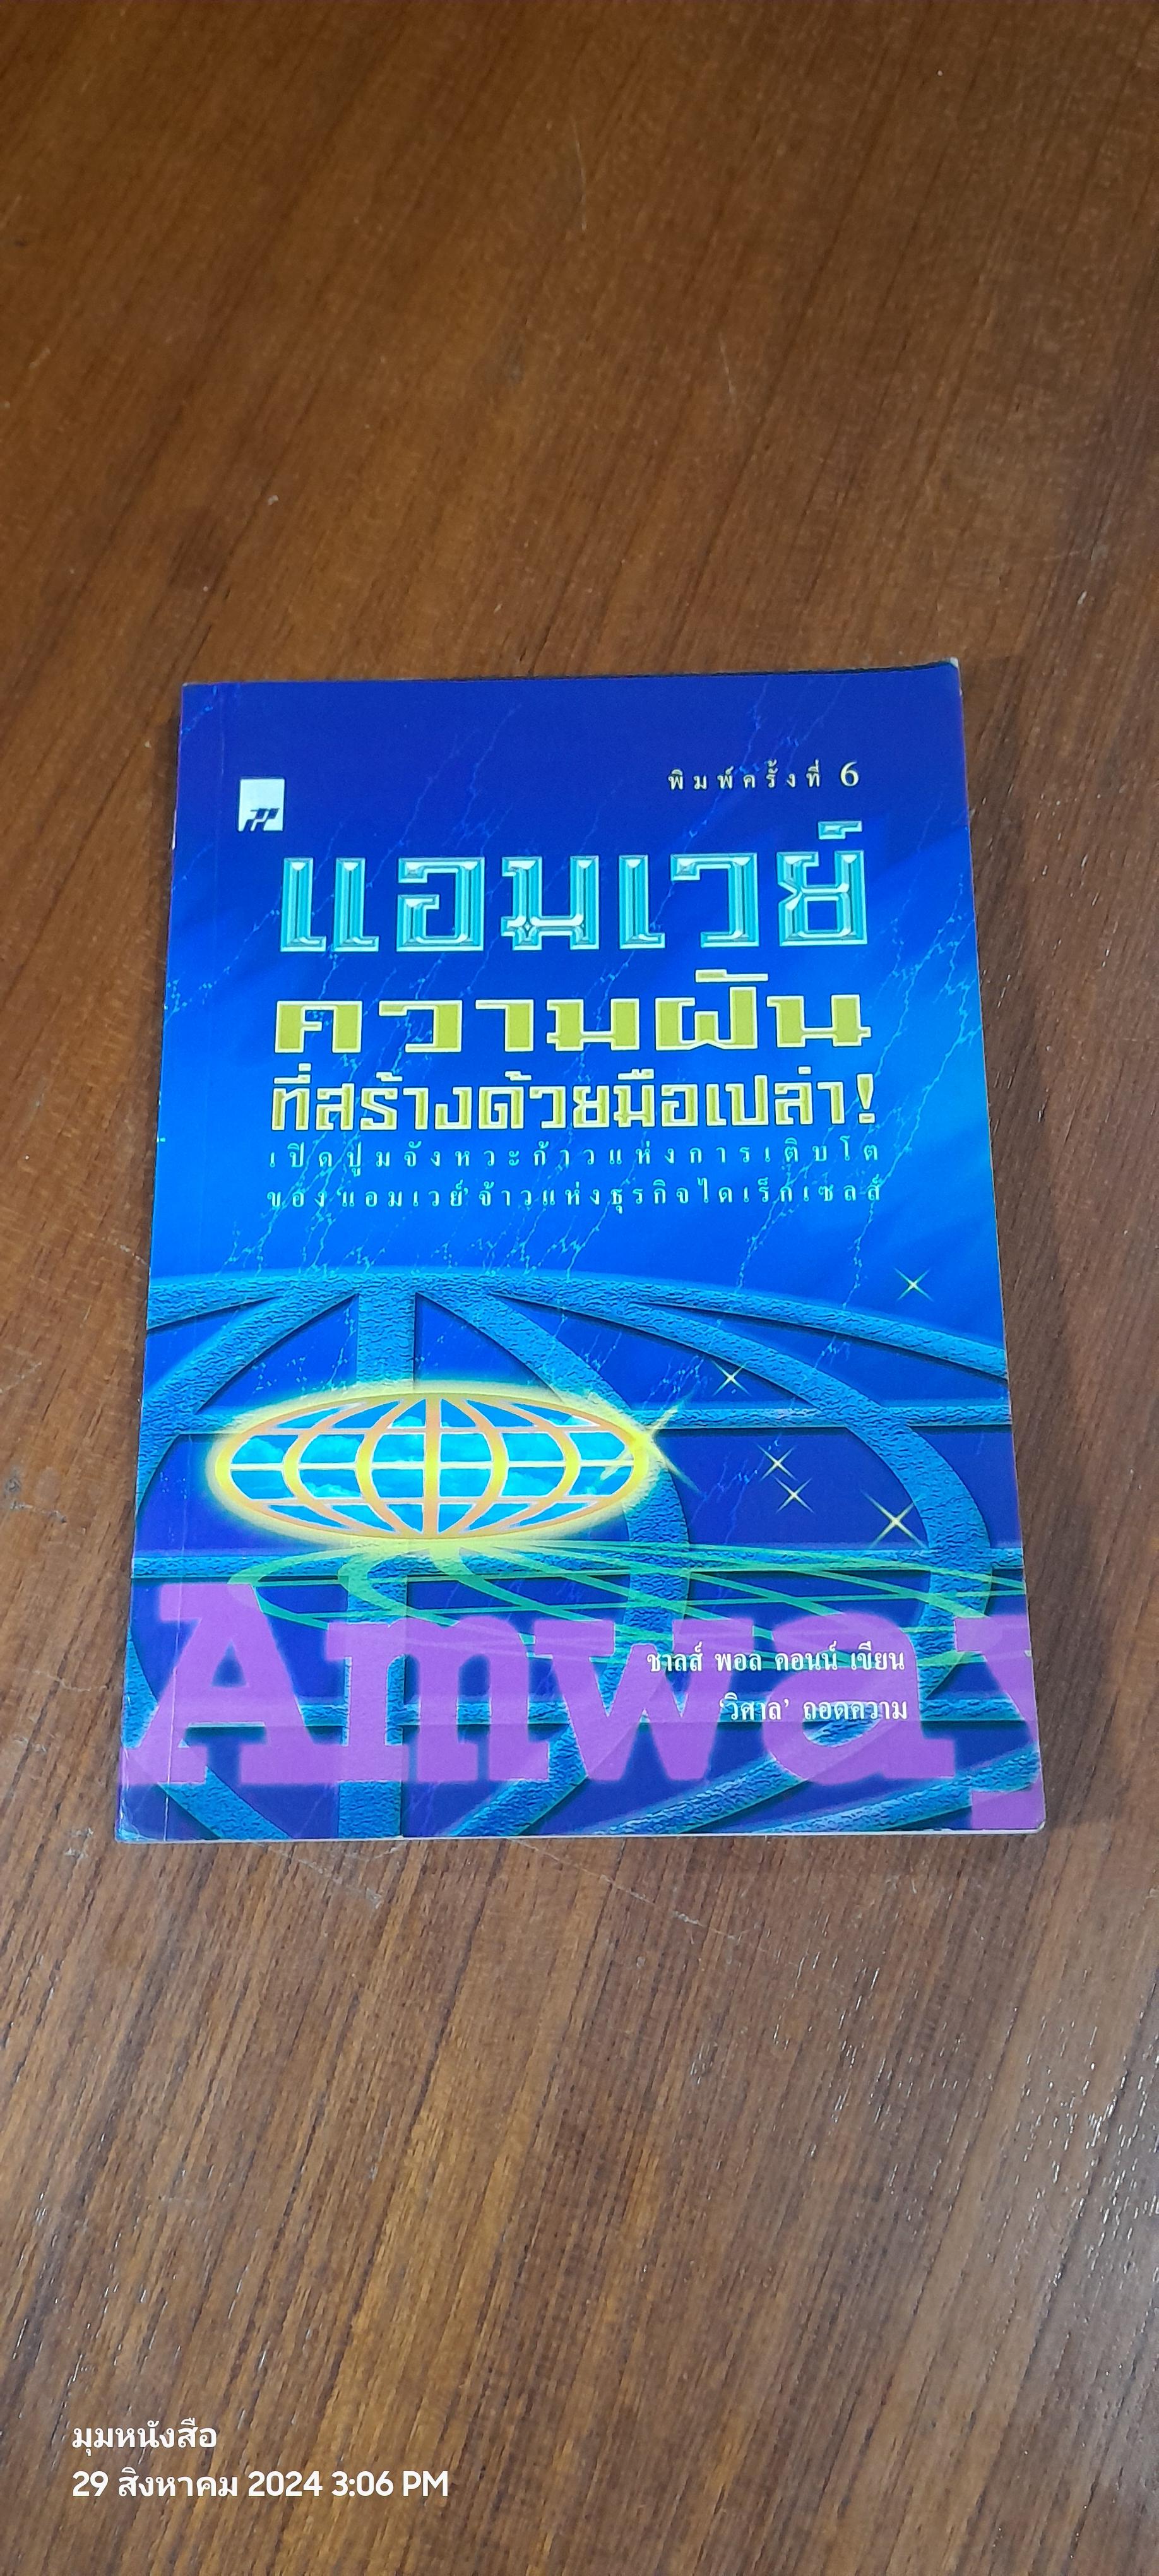 พิมพ์ครั้งที่ 6
แอมเวย์
ความฝัน
ที่สร้างด้วยมือเปล่า!
เปิดปูมจังหวะก้าวแห่งการเติบโต
ของ 'แอมเวย์' จ้าวแห่งธุรกิจไดเร็กเซลส์
Amway
ชาลส์ พอล คอนน์ เขียน
'วิศาล' ถอดความ
มุมหนังสือ
29 สิงหาคม 2024 3:06 PM